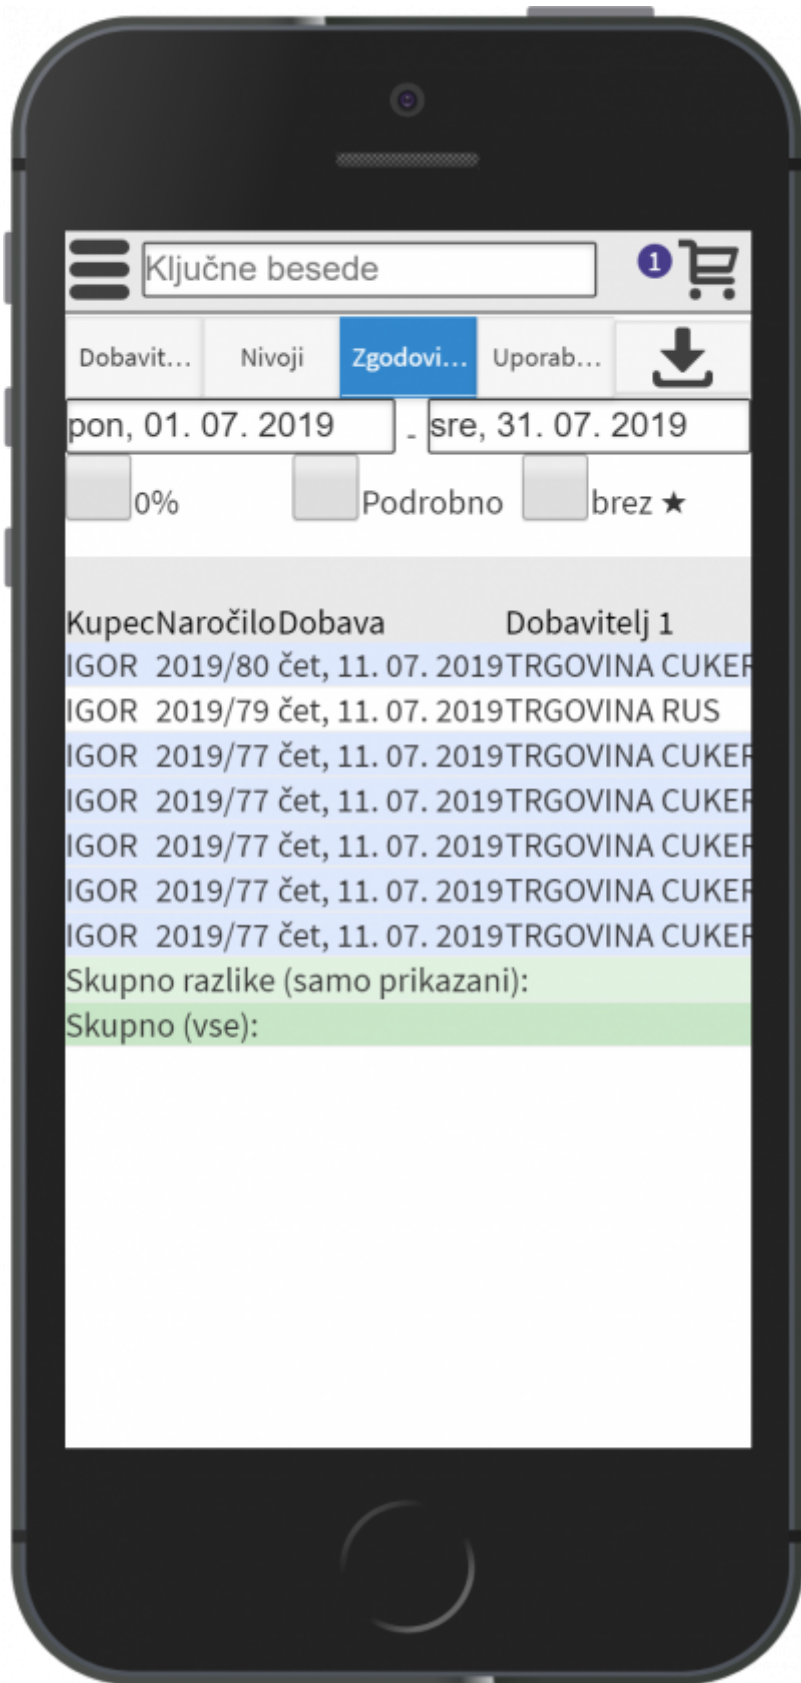 Ključne besede 1
Dobavit... Nivoji Zgodovi... Uporab...
pon, 01. 07. 2019 - sre, 31. 07. 2019
0% Podrobno brez ★
Kupec Naročilo Dobava Dobavitelj 1
IGOR 2019/80 čet, 11. 07. 2019 TRGOVINA CUKER
IGOR 2019/79 čet, 11. 07. 2019 TRGOVINA RUS
IGOR 2019/77 čet, 11. 07. 2019 TRGOVINA CUKER
IGOR 2019/77 čet, 11. 07. 2019 TRGOVINA CUKER
IGOR 2019/77 čet, 11. 07. 2019 TRGOVINA CUKER
IGOR 2019/77 čet, 11. 07. 2019 TRGOVINA CUKER
IGOR 2019/77 čet, 11. 07. 2019 TRGOVINA CUKER
Skupno razlike (samo prikazani):
Skupno (vse):